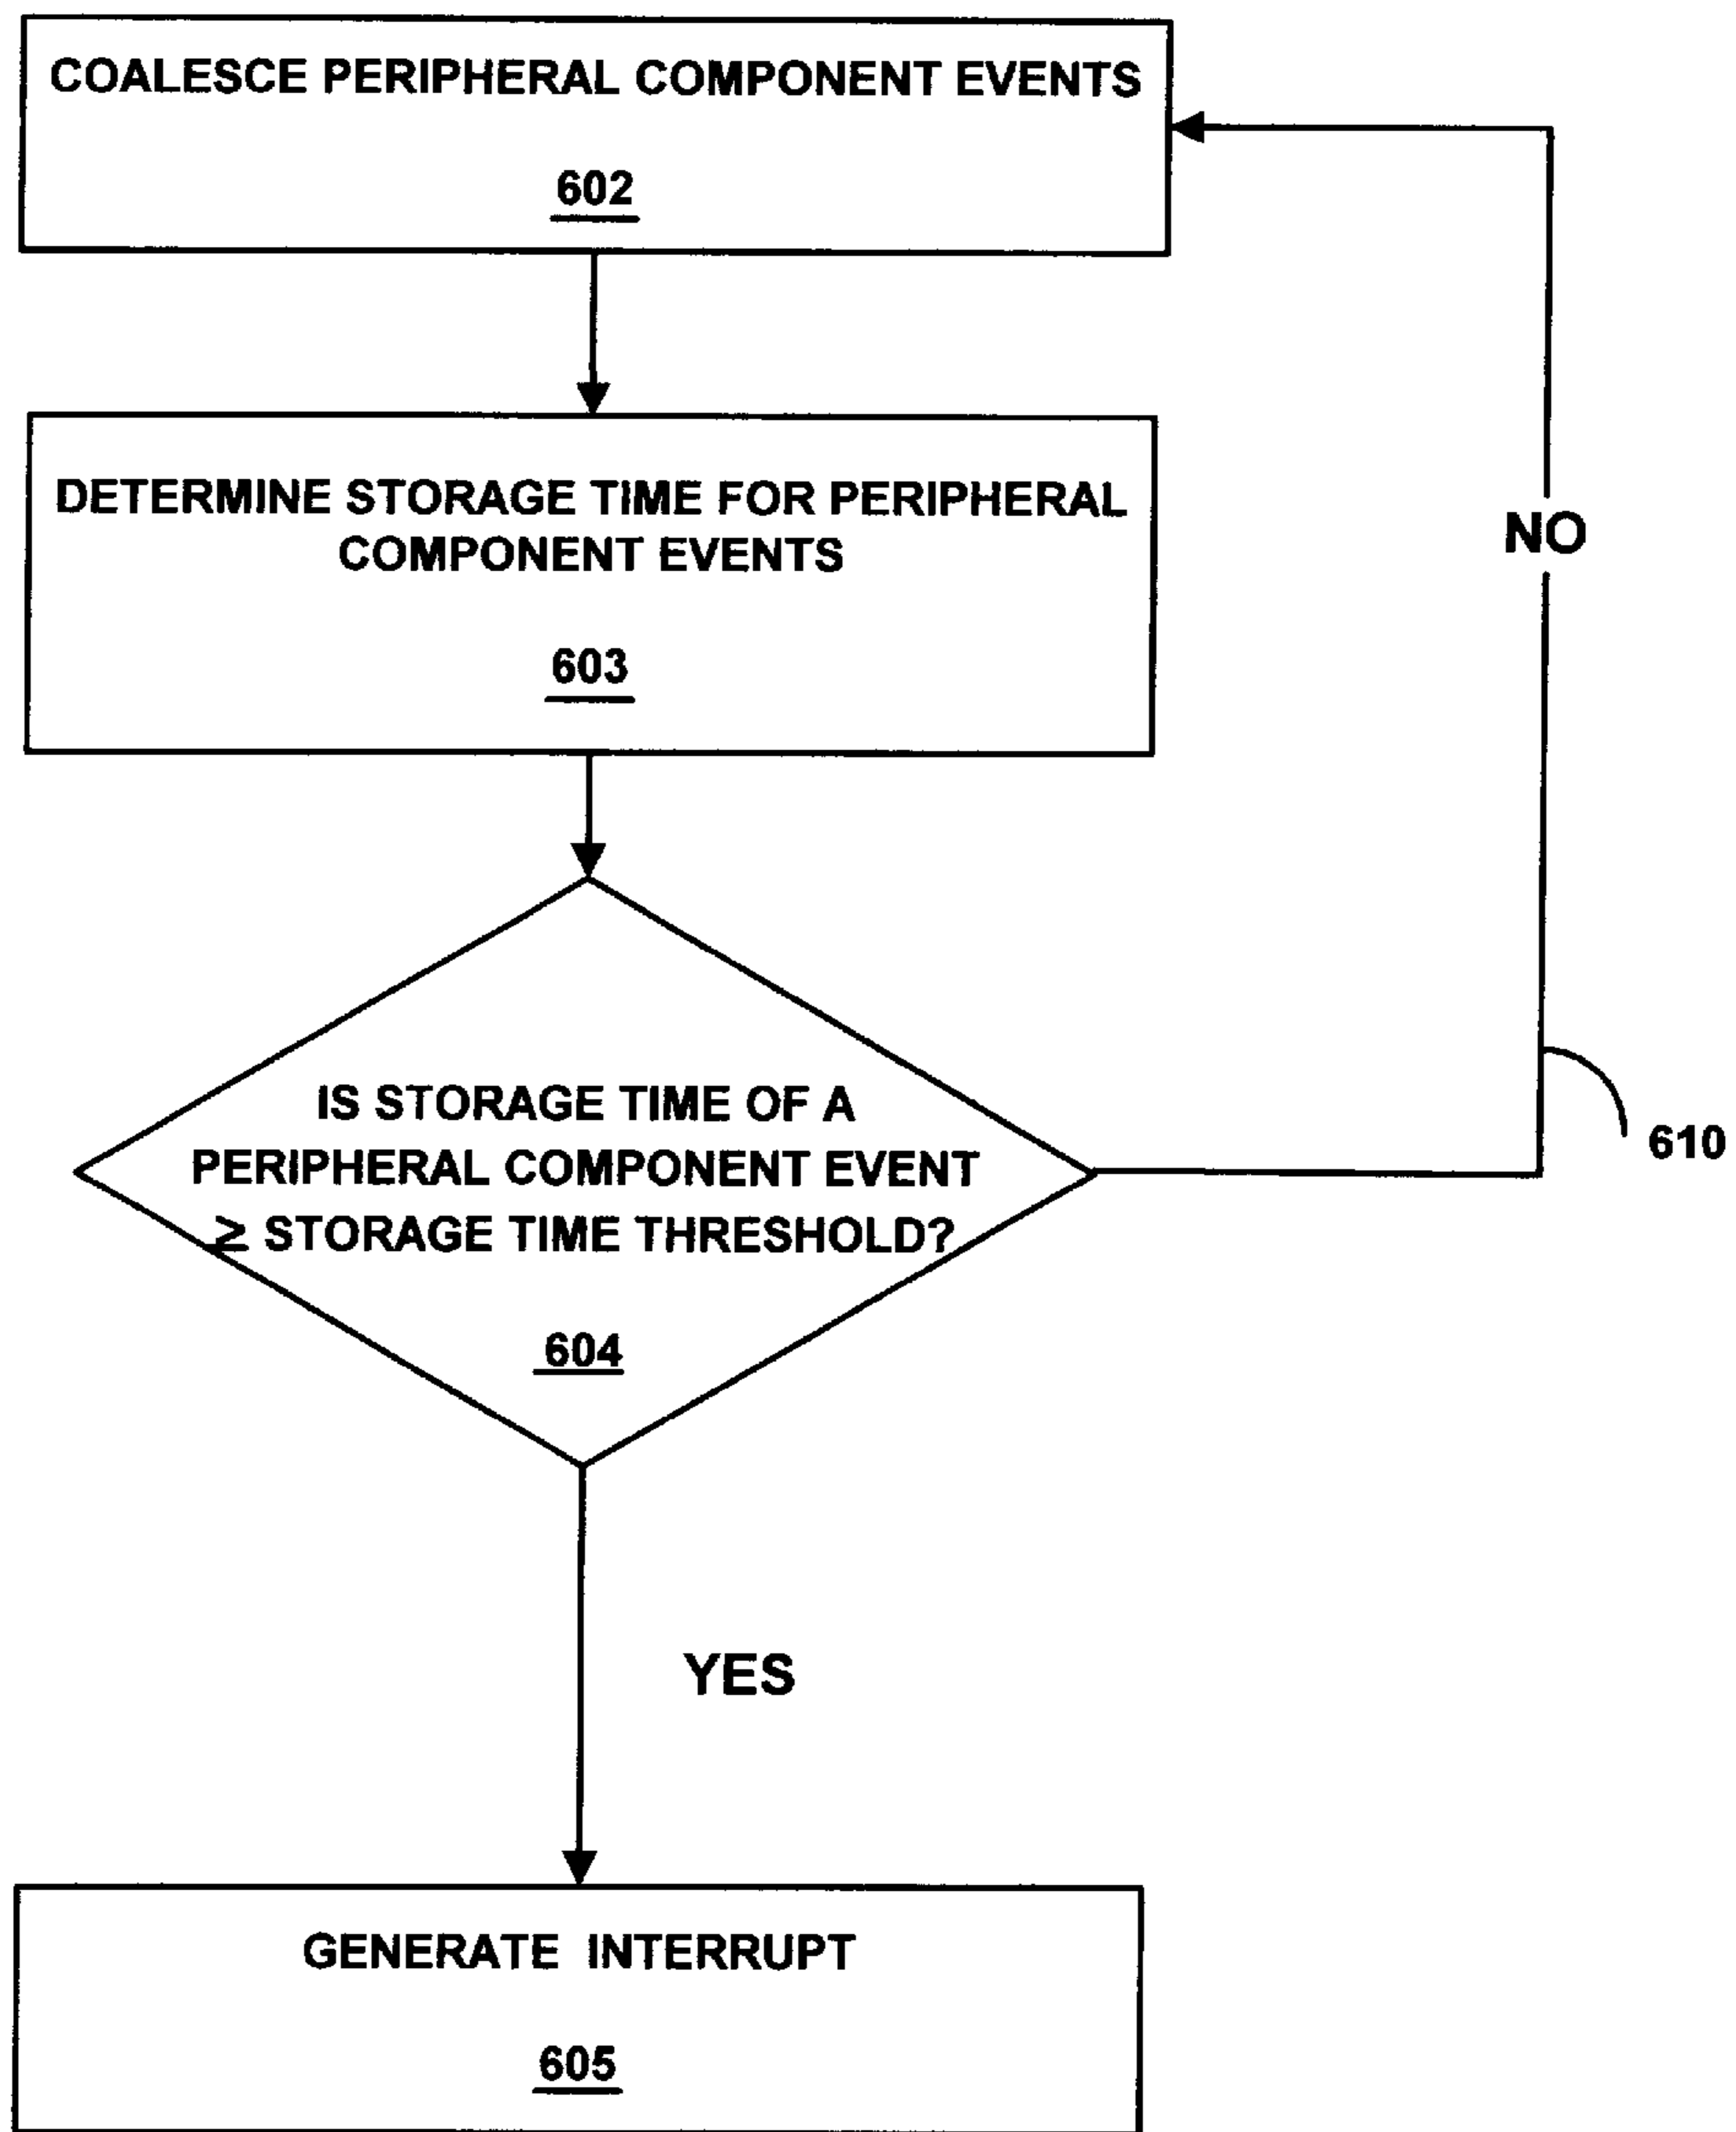 COALESCE PERIPHERAL COMPONENT EVENTS
602
DETERMINE STORAGE TIME FOR PERIPHERAL
COMPONENT EVENTS
603
NO
IS STORAGE TIME OF A
PERIPHERAL COMPONENT EVENT
≥ STORAGE TIME THRESHOLD?
610
604
YES
GENERATE INTERRUPT
605